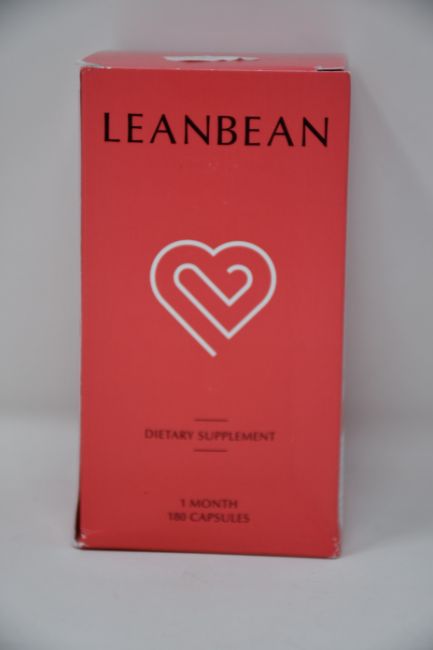 LEANBEAN
DIETARY SUPPLEMENT
1 MONTH
180 CAPSULES